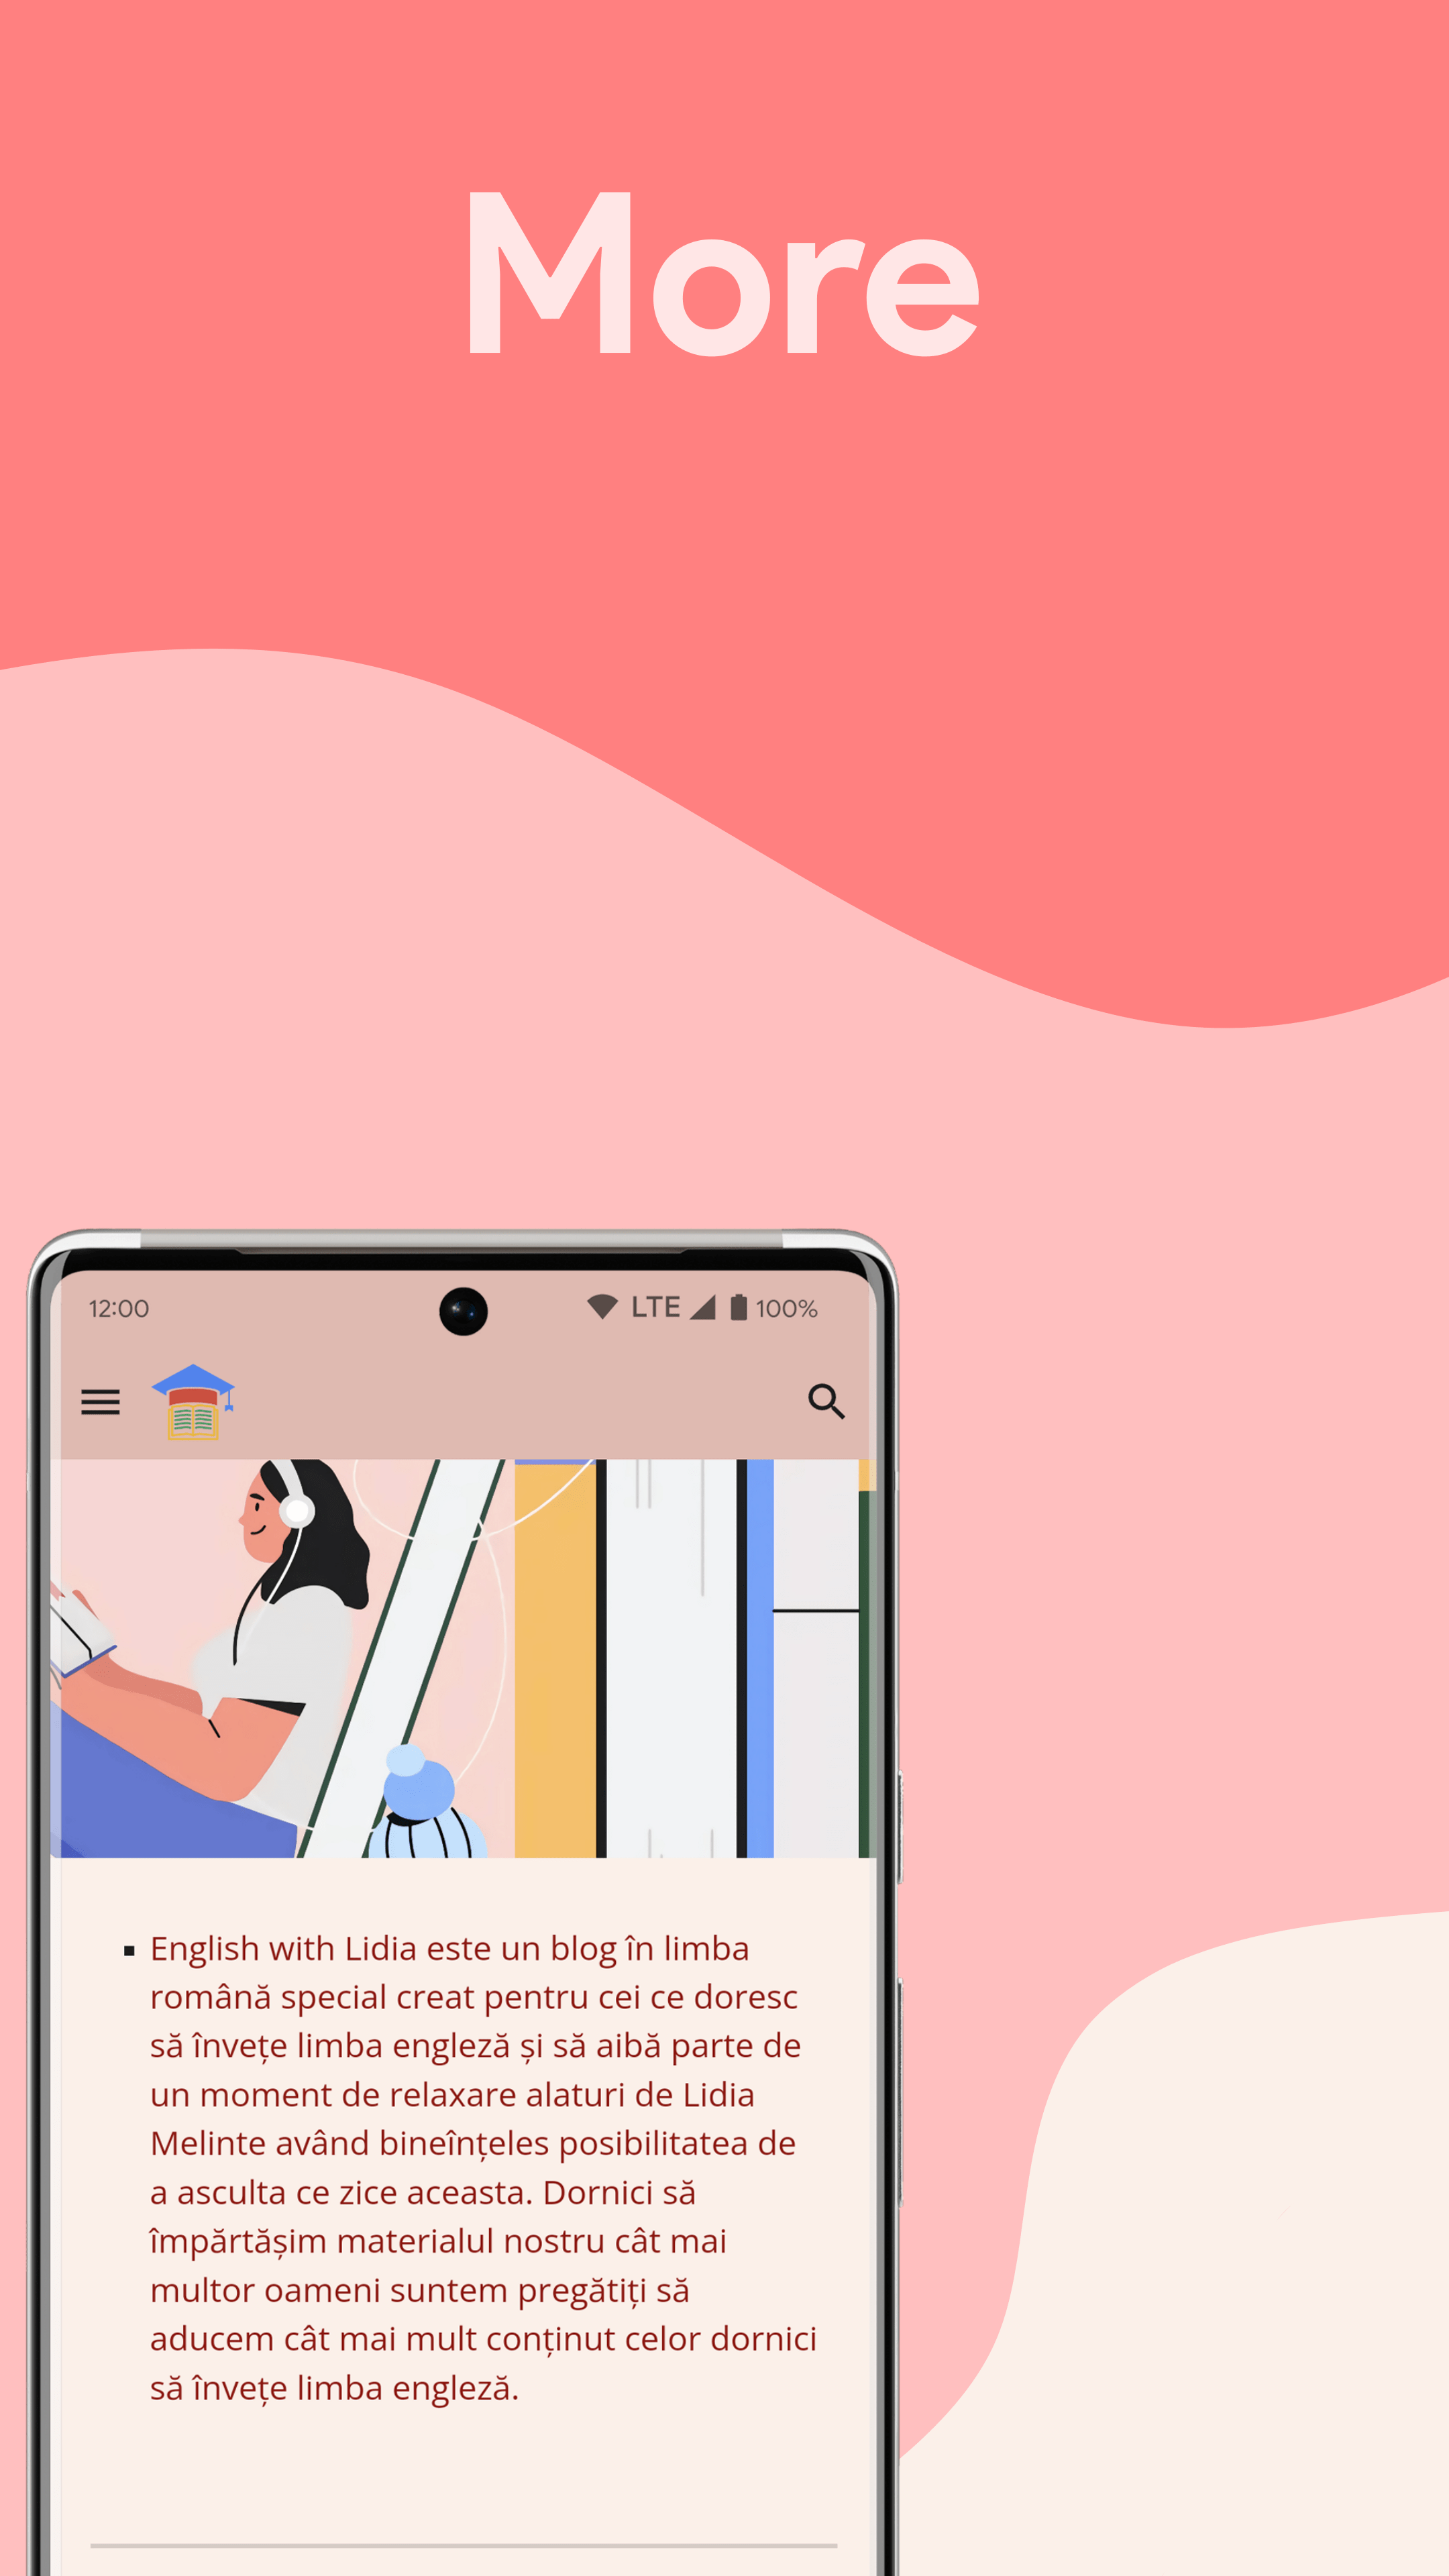 More
12:00
LTE
100%
English with Lidia este un blog în limba
română special creat pentru cei ce doresc
să învețe limba engleză și să aibă parte de
un moment de relaxare alaturi de Lidia
Melinte având bineînțeles posibilitatea de
a asculta ce zice aceasta. Dornici să
împărtășim materialul nostru cât mai
multor oameni suntem pregătiți să
aducem cât mai mult conținut celor dornici
să învețe limba engleză.